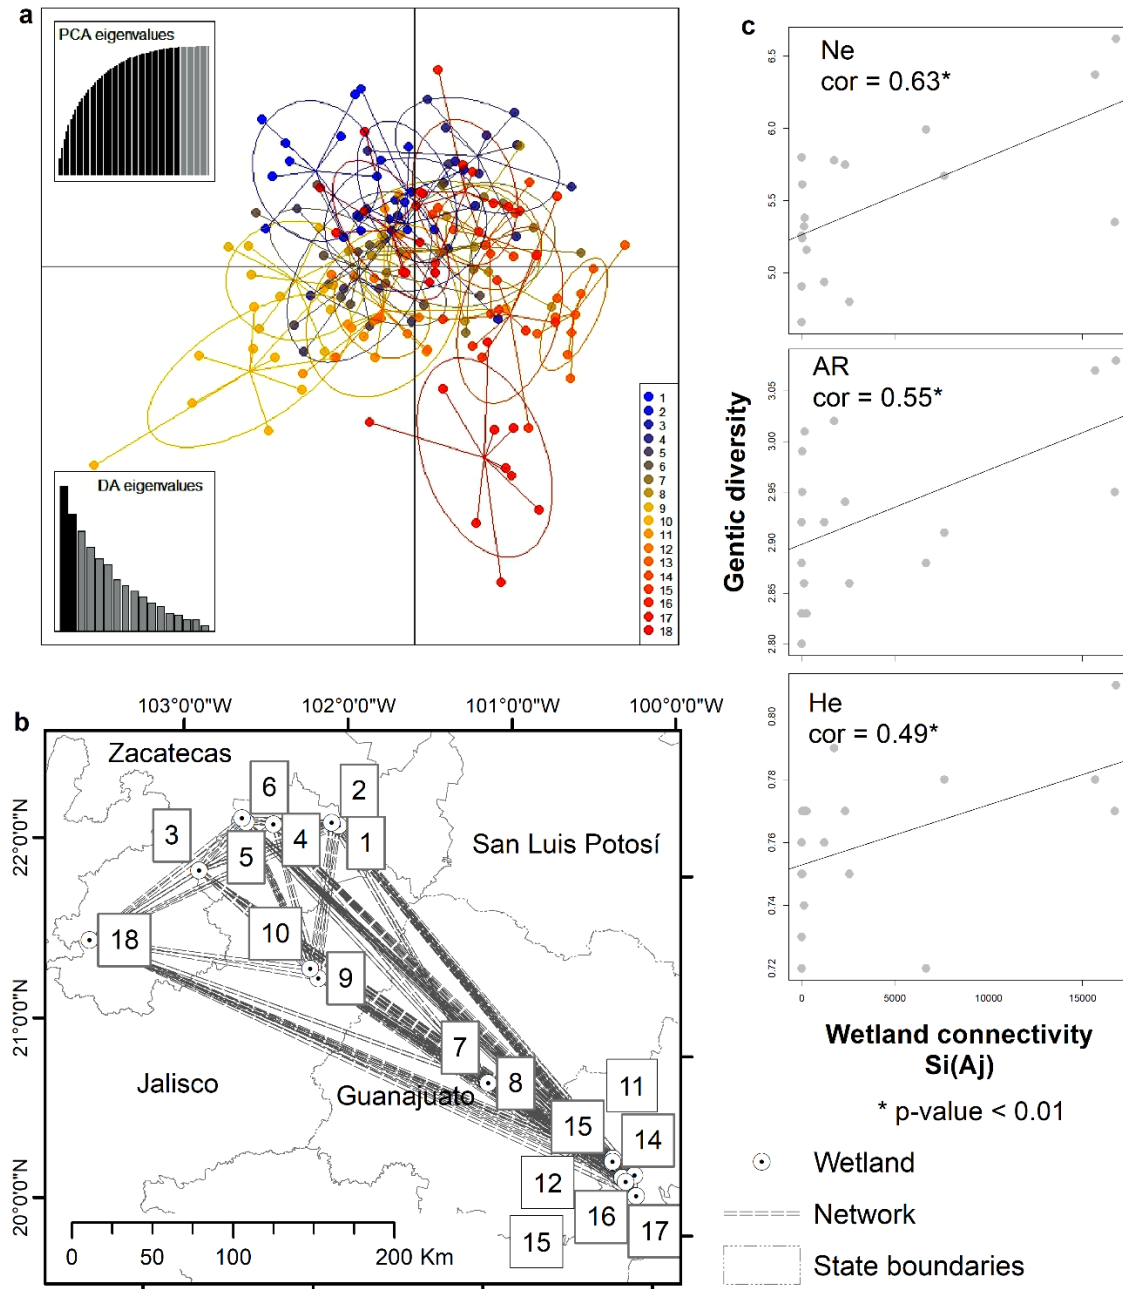 a
PCA eigenvalues
DA eigenvalues
1
2
3
4
5
6
7
8
9
10
11
12
13
14
15
16
17
18
b
103°0'0"W 102°0'0"W 101°0'0"W 100°0'0"W
22°0'0"N
21°0'0"N
20°0'0"N
Zacatecas
San Luis Potosí
Jalisco
Guanajuato
6
2
3
5
4
1
18
10
9
7
8
11
15
14
12
16
17
15
0 50 100 200 Km
c
Ne
cor = 0.63*
6.5
6.0
5.5
5.0
AR
cor = 0.55*
3.05
3.00
2.95
2.90
2.85
2.80
He
cor = 0.49*
0.80
0.78
0.76
0.74
0.72
0 5000 10000 15000
Gentic diversity
Wetland connectivity
Si(Aj)
* p-value < 0.01
Wetland
Network
State boundaries